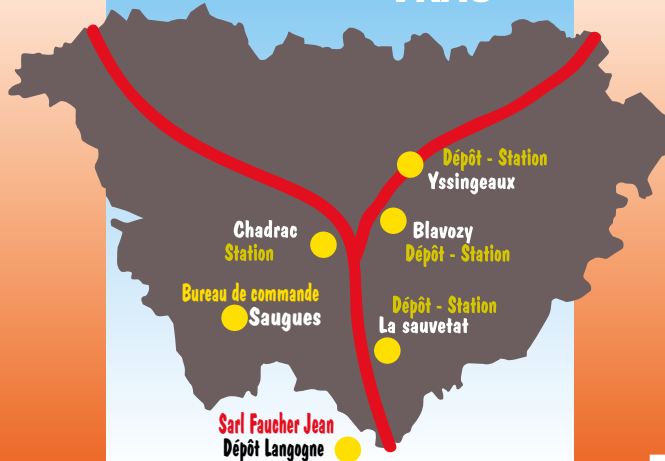 Dépôt - Station
Yssingeaux
Chadrac
Station
Blavozy
Dépôt - Station
Bureau de commande
Saugues
Dépôt - Station
La sauvetat
Sarl Faucher Jean
Dépôt Langogne